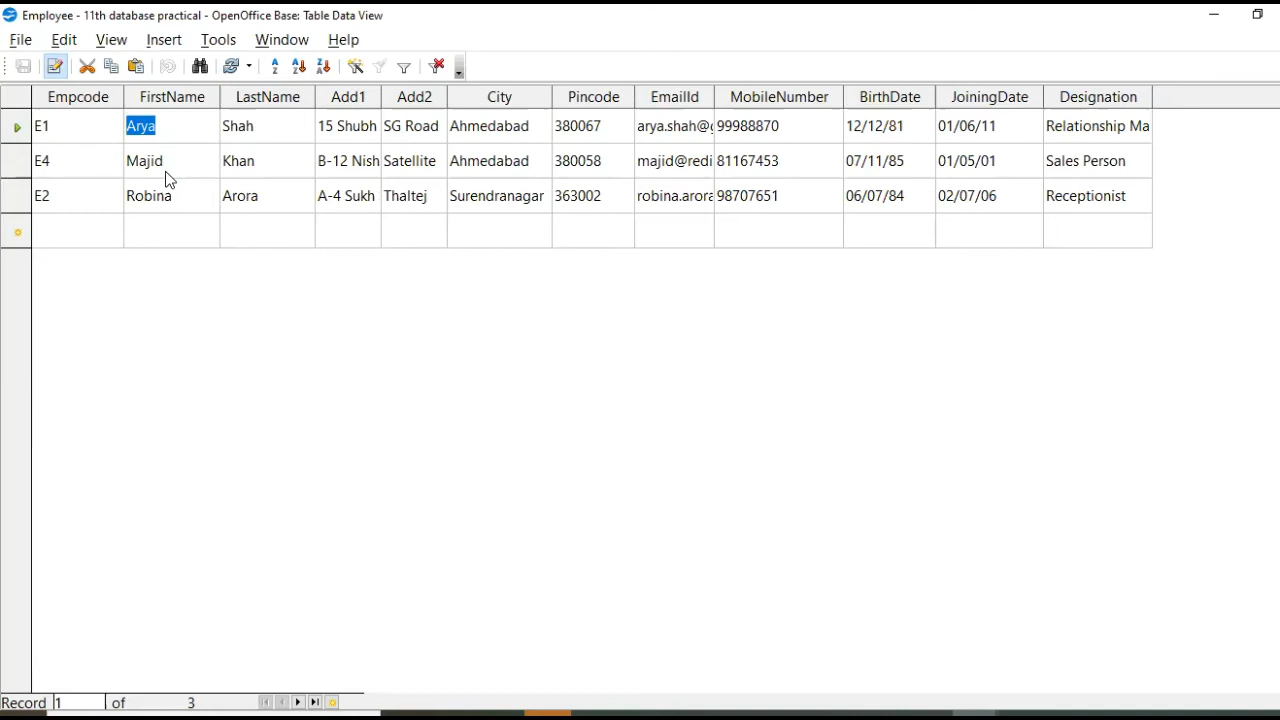 Employee - 11th database practical - OpenOffice Base: Table Data View
File Edit View Insert Tools Window Help
Empcode FirstName LastName Add1 Add2 City Pincode EmailId MobileNumber BirthDate JoiningDate Designation
E1 Arya Shah 15 Shubh SG Road Ahmedabad 380067 arya.shah@g 99988870 12/12/81 01/06/11 Relationship Ma
E4 Majid Khan B-12 Nish Satellite Ahmedabad 380058 majid@redi 81167453 07/11/85 01/05/01 Sales Person
E2 Robina Arora A-4 Sukh Thaltej Surendranagar 363002 robina.arora 98707651 06/07/84 02/07/06 Receptionist
Record 1 of 3